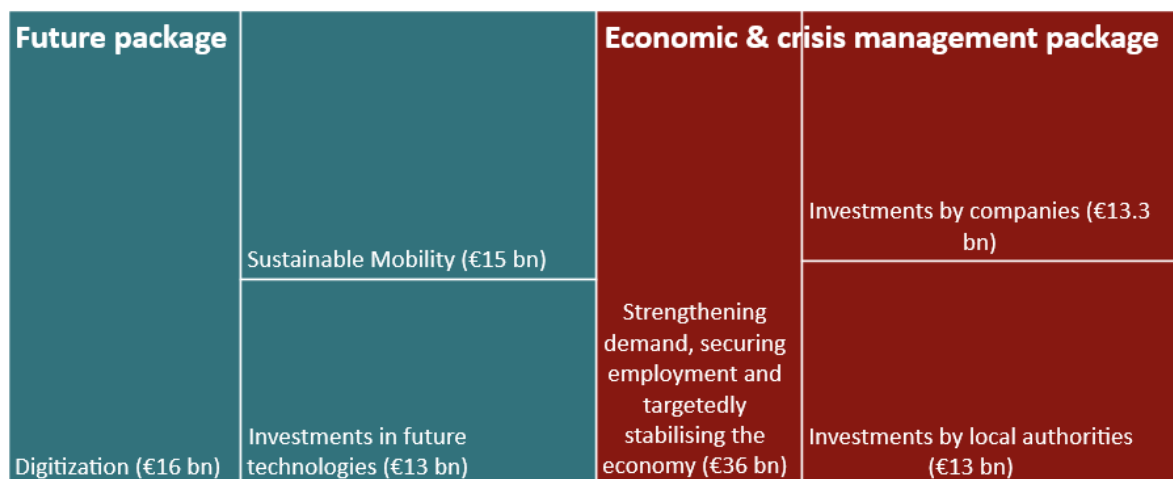 Future package
Economic & crisis management package
Sustainable Mobility (€15 bn)
Digitization (€16 bn)
Investments in future
technologies (€13 bn)
Strengthening
demand, securing
employment and
targetedly
stabilising the
economy (€36 bn)
Investments by companies (€13.3
bn)
Investments by local authorities
(€13 bn)